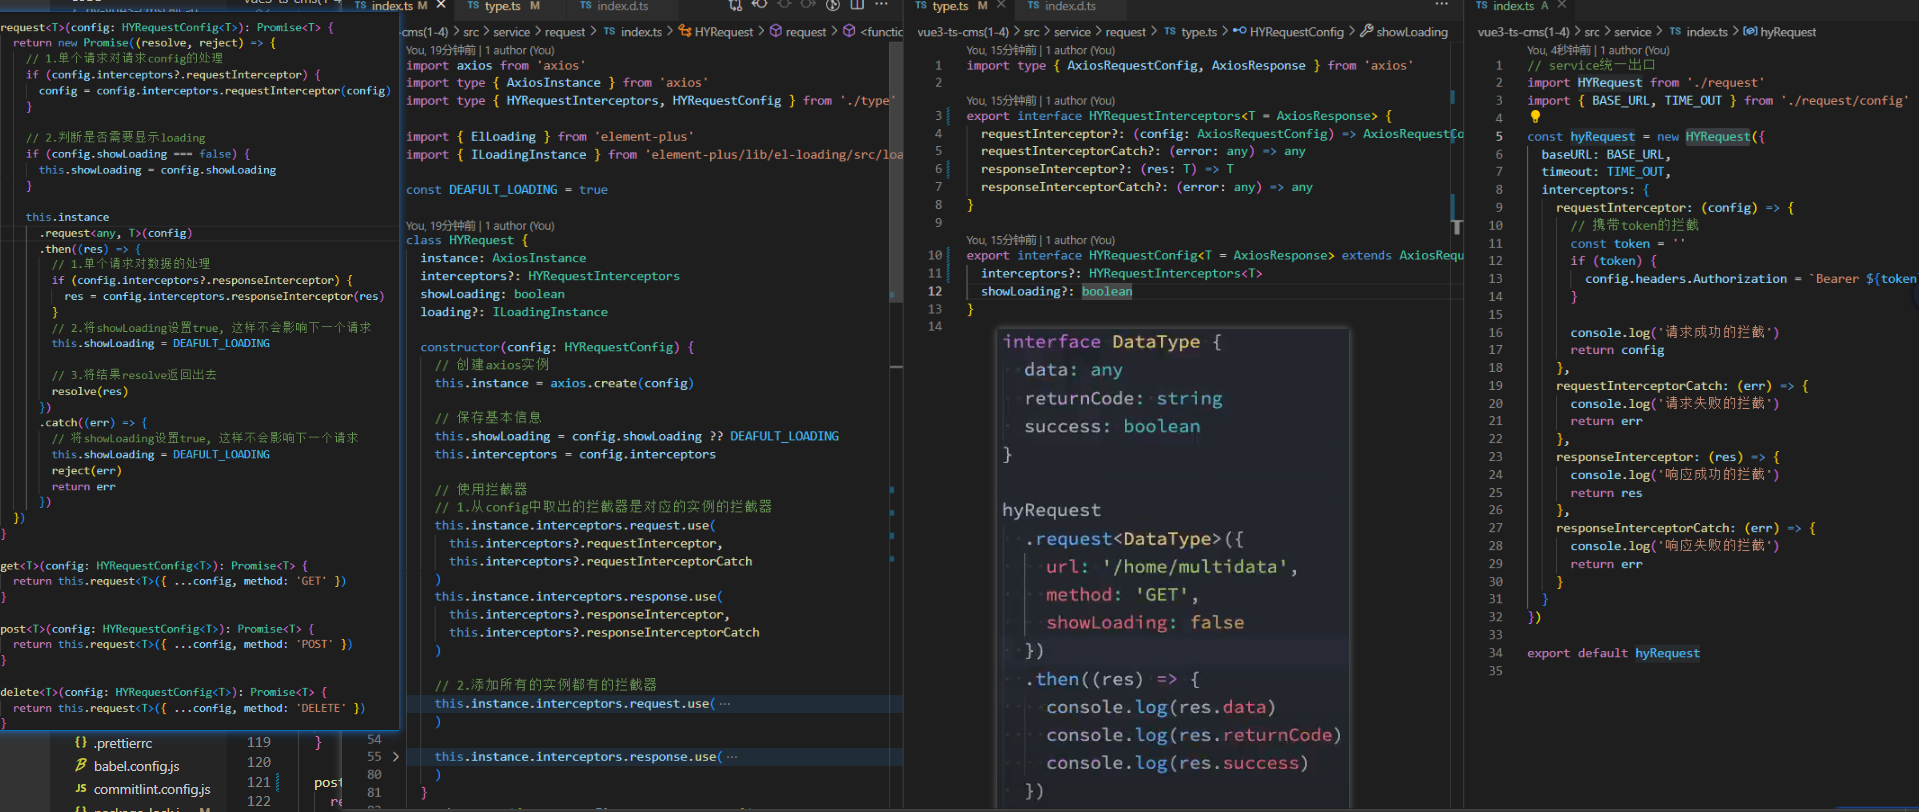 request<T>(config: HYRequestConfig<T>): Promise<T> {
return new Promise((resolve, reject) => {
// 1.单个请求对请求config的处理
if (config.interceptors?.requestInterceptor) {
config = config.interceptors.requestInterceptor(config)
}
// 2.判断是否需要显示loading
if (config.showLoading === false) {
this.showLoading = config.showLoading
}
this.instance
.request<any, T>(config)
.then((res) => {
// 1.单个请求对数据的处理
if (config.interceptors?.responseInterceptor) {
res = config.interceptors.responseInterceptor(res)
}
// 2.将showLoading设置true, 这样不会影响下一个请求
this.showLoading = DEAFULT_LOADING
// 3.将结果resolve返回出去
resolve(res)
})
.catch((err) => {
// 将showLoading设置true, 这样不会影响下一个请求
this.showLoading = DEAFULT_LOADING
reject(err)
return err
})
})
}
get<T>(config: HYRequestConfig<T>): Promise<T> {
return this.request<T>({ ...config, method: 'GET' })
}
post<T>(config: HYRequestConfig<T>): Promise<T> {
return this.request<T>({ ...config, method: 'POST' })
}
delete<T>(config: HYRequestConfig<T>): Promise<T> {
return this.request<T>({ ...config, method: 'DELETE' })
}
{} .prettierrc
babel.config.js
JS commitlint.config.js
119 }
120
121 post
122 re
TS index.ts M ×
TS type.ts M
TS index.d.ts
-cms(1-4) > src > service > request > TS index.ts > HYRequest > request > <functio
You, 19分钟前 | 1 author (You)
import axios from 'axios'
import type { AxiosInstance } from 'axios'
import type { HYRequestInterceptors, HYRequestConfig } from './type'
import { ElLoading } from 'element-plus'
import { ILoadingInstance } from 'element-plus/lib/el-loading/src/loa
const DEAFULT_LOADING = true
You, 19分钟前 | 1 author (You)
class HYRequest {
instance: AxiosInstance
interceptors?: HYRequestInterceptors
showLoading: boolean
loading?: ILoadingInstance
constructor(config: HYRequestConfig) {
// 创建axios实例
this.instance = axios.create(config)
// 保存基本信息
this.showLoading = config.showLoading ?? DEAFULT_LOADING
this.interceptors = config.interceptors
// 使用拦截器
// 1.从config中取出的拦截器是对应的实例的拦截器
this.instance.interceptors.request.use(
this.interceptors?.requestInterceptor,
this.interceptors?.requestInterceptorCatch
)
this.instance.interceptors.response.use(
this.interceptors?.responseInterceptor,
this.interceptors?.responseInterceptorCatch
)
// 2.添加所有的实例都有的拦截器
this.instance.interceptors.request.use( ⋯
)
54
55 this.instance.interceptors.response.use( ⋯
80 )
81 }
TS type.ts M ×
TS index.d.ts
vue3-ts-cms(1-4) > src > service > request > TS type.ts > HYRequestConfig > showLoading
You, 15分钟前 | 1 author (You)
1 import type { AxiosRequestConfig, AxiosResponse } from 'axios'
2
You, 15分钟前 | 1 author (You)
3 export interface HYRequestInterceptors<T = AxiosResponse> {
4 requestInterceptor?: (config: AxiosRequestConfig) => AxiosRequestCo
5 requestInterceptorCatch?: (error: any) => any
6 responseInterceptor?: (res: T) => T
7 responseInterceptorCatch?: (error: any) => any
8 }
9
You, 15分钟前 | 1 author (You)
10 export interface HYRequestConfig<T = AxiosResponse> extends AxiosRequ
11 interceptors?: HYRequestInterceptors<T>
12 showLoading?: boolean
13 }
14
interface DataType {
data: any
returnCode: string
success: boolean
}
hyRequest
.request<DataType>({
url: '/home/multidata',
method: 'GET',
showLoading: false
})
.then((res) => {
console.log(res.data)
console.log(res.returnCode)
console.log(res.success)
})
TS index.ts A ×
vue3-ts-cms(1-4) > src > service > TS index.ts > hyRequest
You, 4秒钟前 | 1 author (You)
1 // service统一出口
2 import HYRequest from './request'
3 import { BASE_URL, TIME_OUT } from './request/config'
4
5 const hyRequest = new HYRequest({
6 baseURL: BASE_URL,
7 timeout: TIME_OUT,
8 interceptors: {
9 requestInterceptor: (config) => {
10 // 携带token的拦截
11 const token = ''
12 if (token) {
13 config.headers.Authorization = `Bearer ${token
14 }
15
16 console.log('请求成功的拦截')
17 return config
18 },
19 requestInterceptorCatch: (err) => {
20 console.log('请求失败的拦截')
21 return err
22 },
23 responseInterceptor: (res) => {
24 console.log('响应成功的拦截')
25 return res
26 },
27 responseInterceptorCatch: (err) => {
28 console.log('响应失败的拦截')
29 return err
30 }
31 }
32 })
33
34 export default hyRequest
35